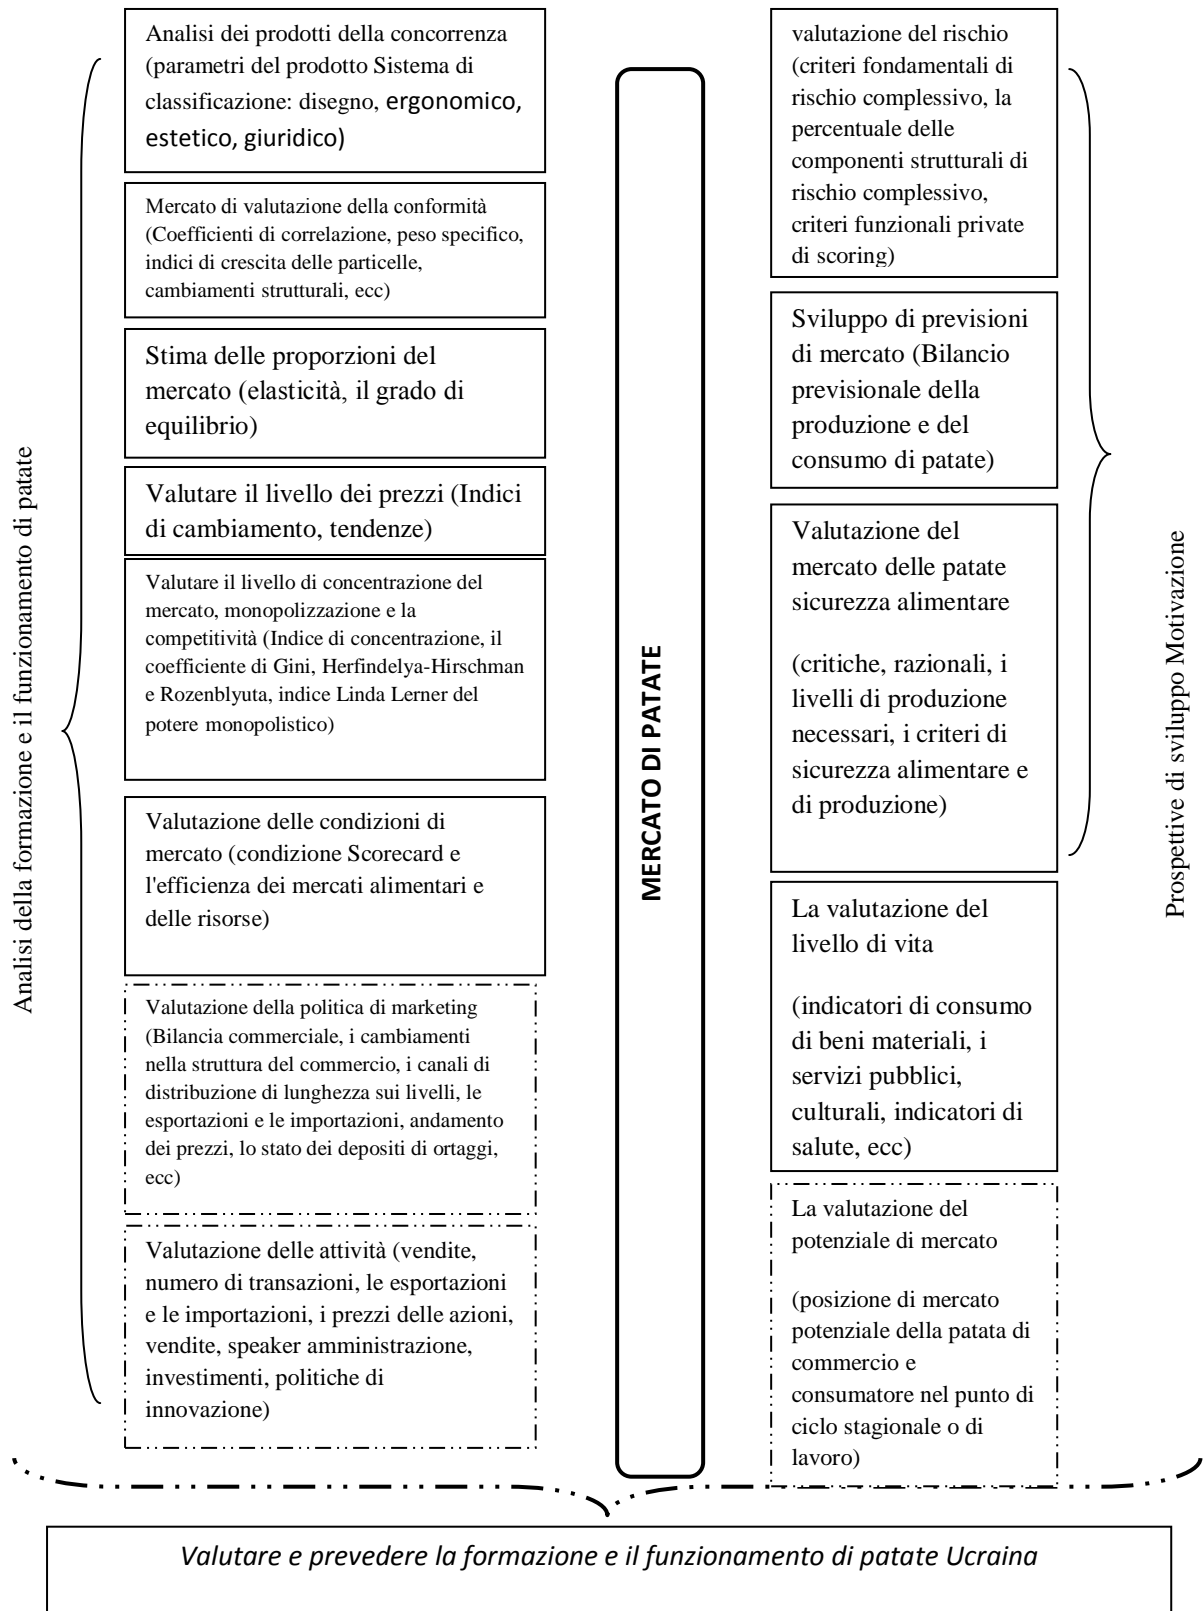 Analisi della formazione e il funzionamento di patate
Analisi dei prodotti della concorrenza
(parametri del prodotto Sistema di
classificazione: disegno, ergonomico,
estetico, giuridico)
Mercato di valutazione della conformità
(Coefficienti di correlazione, peso specifico,
indici di crescita delle particelle,
cambiamenti strutturali, ecc)
Stima delle proporzioni del
mercato (elasticità, il grado di
equilibrio)
Valutare il livello dei prezzi (Indici
di cambiamento, tendenze)
Valutare il livello di concentrazione del
mercato, monopolizzazione e la
competitività (Indice di concentrazione, il
coefficiente di Gini, Herfindelya-Hirschman
e Rozenblyuta, indice Linda Lerner del
potere monopolistico)
Valutazione delle condizioni di
mercato (condizione Scorecard e
l'efficienza dei mercati alimentari e
delle risorse)
Valutazione della politica di marketing
(Bilancia commerciale, i cambiamenti
nella struttura del commercio, i canali di
distribuzione di lunghezza sui livelli, le
esportazioni e le importazioni, andamento
dei prezzi, lo stato dei depositi di ortaggi,
ecc)
Valutazione delle attività (vendite,
numero di transazioni, le esportazioni
e le importazioni, i prezzi delle azioni,
vendite, speaker amministrazione,
investimenti, politiche di
innovazione)
MERCATO DI PATATE
valutazione del rischio
(criteri fondamentali di
rischio complessivo, la
percentuale delle
componenti strutturali di
rischio complessivo,
criteri funzionali private
di scoring)
Sviluppo di previsioni
di mercato (Bilancio
previsionale della
produzione e del
consumo di patate)
Valutazione del
mercato delle patate
sicurezza alimentare
(critiche, razionali, i
livelli di produzione
necessari, i criteri di
sicurezza alimentare e
di produzione)
La valutazione del
livello di vita
(indicatori di consumo
di beni materiali, i
servizi pubblici,
culturali, indicatori di
salute, ecc)
La valutazione del
potenziale di mercato
(posizione di mercato
potenziale della patata di
commercio e
consumatore nel punto di
ciclo stagionale o di
lavoro)
Prospettive di sviluppo Motivazione
Valutare e prevedere la formazione e il funzionamento di patate Ucraina